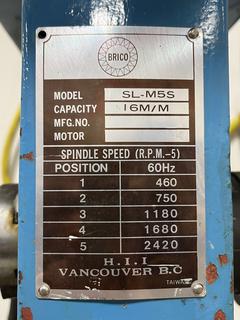 BRICO
MODEL SL-M5S
CAPACITY 16M/M
MFG.NO.
MOTOR
SPINDLE SPEED (R.P.M.-5)
POSITION 60Hz
1 460
2 750
3 1180
4 1680
5 2420
H.I.I
VANCOUVER B.C
TAIWAN